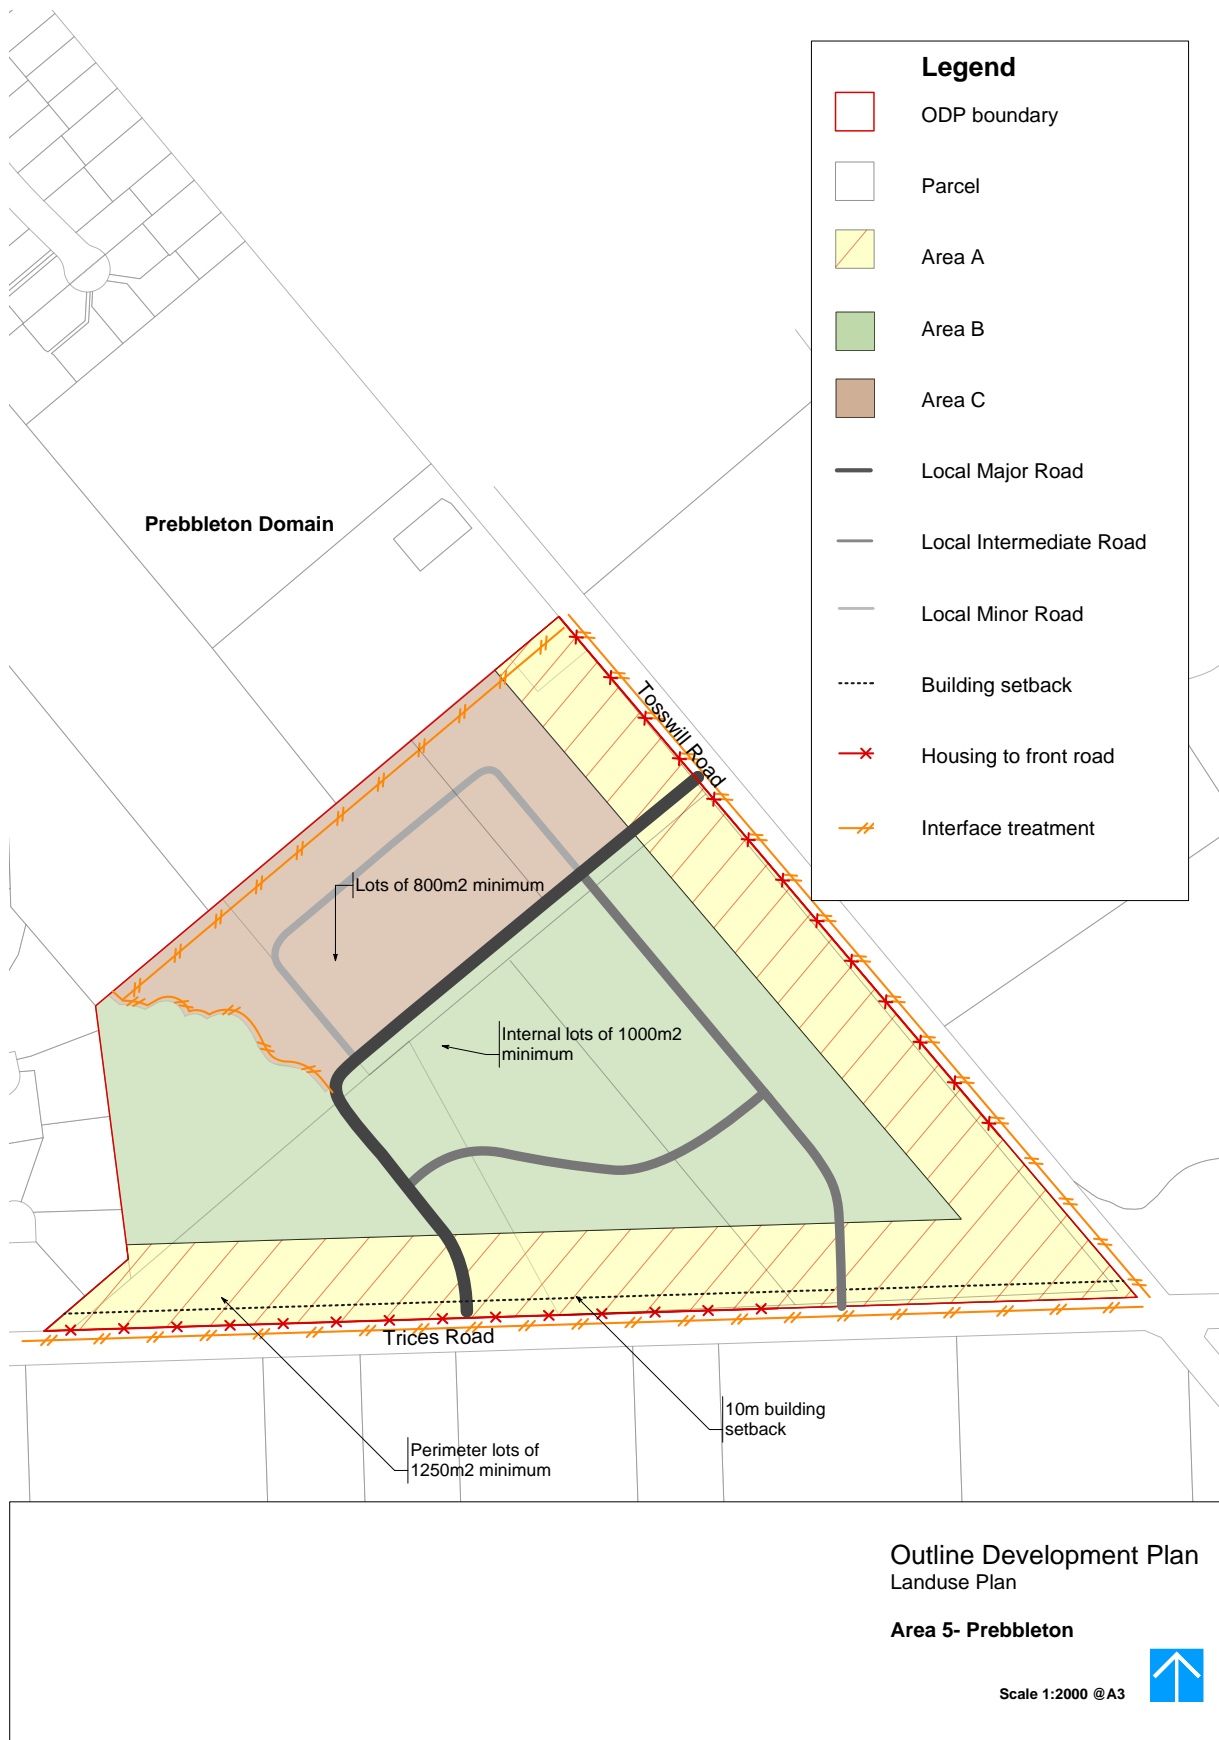 Legend
ODP boundary
Parcel
Area A
Area B
Area C
Local Major Road
Local Intermediate Road
Local Minor Road
Building setback
Housing to front road
Interface treatment
Prebbleton Domain
Tosswill Road
Lots of 800m2 minimum
Internal lots of 1000m2
minimum
Trices Road
10m building
setback
Perimeter lots of
1250m2 minimum
Outline Development Plan
Landuse Plan
Area 5- Prebbleton
Scale 1:2000 @A3